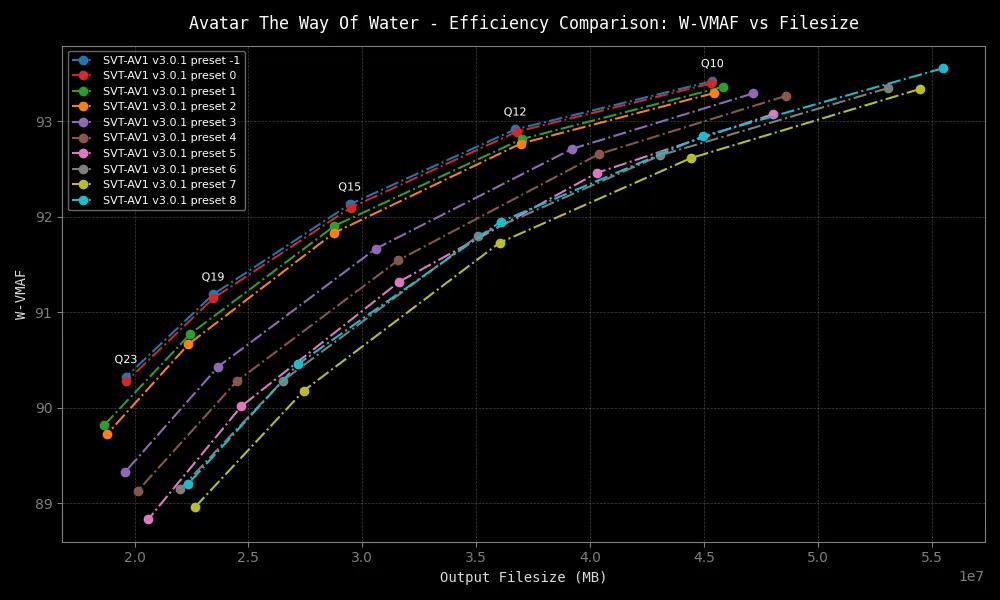 Avatar The Way Of Water - Efficiency Comparison: W-VMAF vs Filesize
SVT-AV1 v3.0.1 preset -1
SVT-AV1 v3.0.1 preset 0
SVT-AV1 v3.0.1 preset 1
SVT-AV1 v3.0.1 preset 2
SVT-AV1 v3.0.1 preset 3
SVT-AV1 v3.0.1 preset 4
SVT-AV1 v3.0.1 preset 5
SVT-AV1 v3.0.1 preset 6
SVT-AV1 v3.0.1 preset 7
SVT-AV1 v3.0.1 preset 8
Q10
Q12
Q15
Q19
Q23
W-VMAF
93
92
91
90
89
2.0 2.5 3.0 3.5 4.0 4.5 5.0 5.5
1e7
Output Filesize (MB)